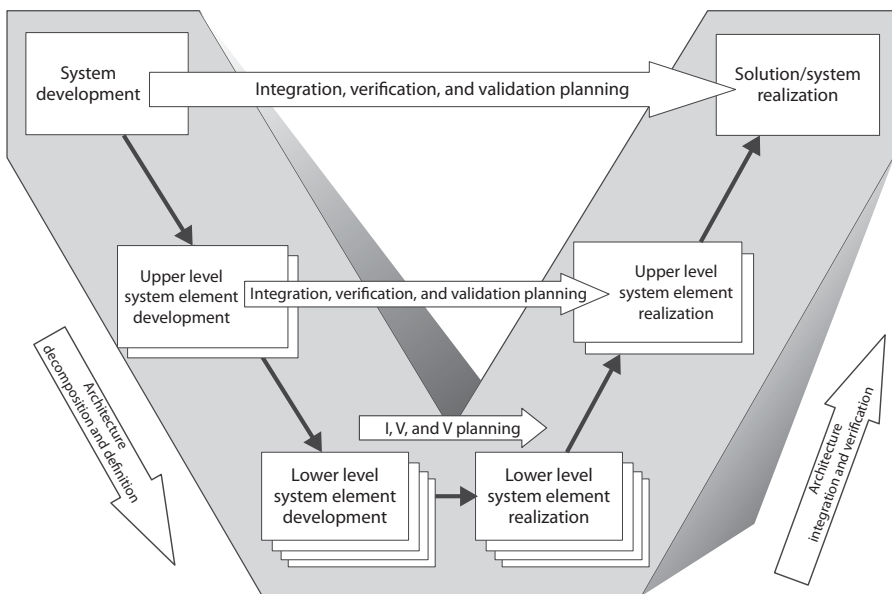 System
development
Integration, verification, and validation planning
Solution/system
realization
Upper level
system element
development
Integration, verification, and validation planning
Upper level
system element
realization
Architecture
decomposition and definition
I, V, and V planning
Lower level
system element
development
Lower level
system element
realization
Architecture
integration and verification